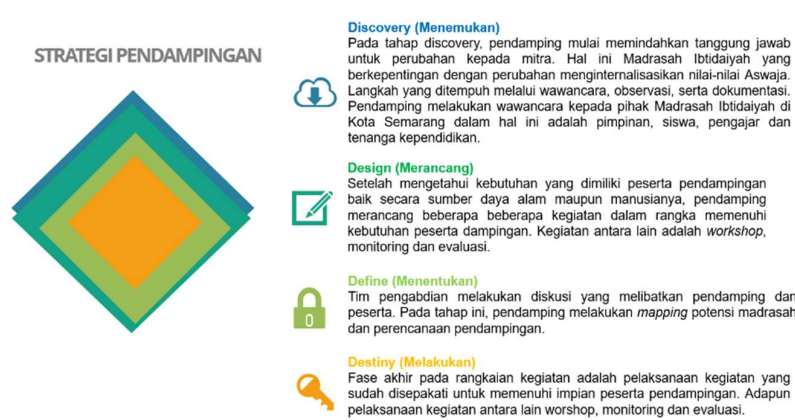 STRATEGI PENDAMPINGAN
Discovery (Menemukan)
Pada tahap discovery, pendamping mulai memindahkan tanggung jawab
untuk perubahan kepada mitra. Hal ini Madrasah Ibtidaiyah yang
berkepentingan dengan perubahan menginternalisasikan nilai-nilai Aswaja.
Langkah yang ditempuh melalui wawancara, observasi, serta dokumentasi.
Pendamping melakukan wawancara kepada pihak Madrasah Ibtidaiyah di
Kota Semarang dalam hal ini adalah pimpinan, siswa, pengajar dan
tenanga kependidikan.
Design (Merancang)
Setelah mengetahui kebutuhan yang dimiliki peserta pendampingan
baik secara sumber daya alam maupun manusianya, pendamping
merancang beberapa beberapa kegiatan dalam rangka memenuhi
kebutuhan peserta dampingan. Kegiatan antara lain adalah workshop,
monitoring dan evaluasi.
Define (Menentukan)
Tim pengabdian melakukan diskusi yang melibatkan pendamping dan
peserta. Pada tahap ini, pendamping melakukan mapping potensi madrasah
dan perencanaan pendampingan.
0
Destiny (Melakukan)
Fase akhir pada rangkaian kegiatan adalah pelaksanaan kegiatan yang
sudah disepakati untuk memenuhi impian peserta pendampingan. Adapun
pelaksanaan kegiatan antara lain worshop, monitoring dan evaluasi.